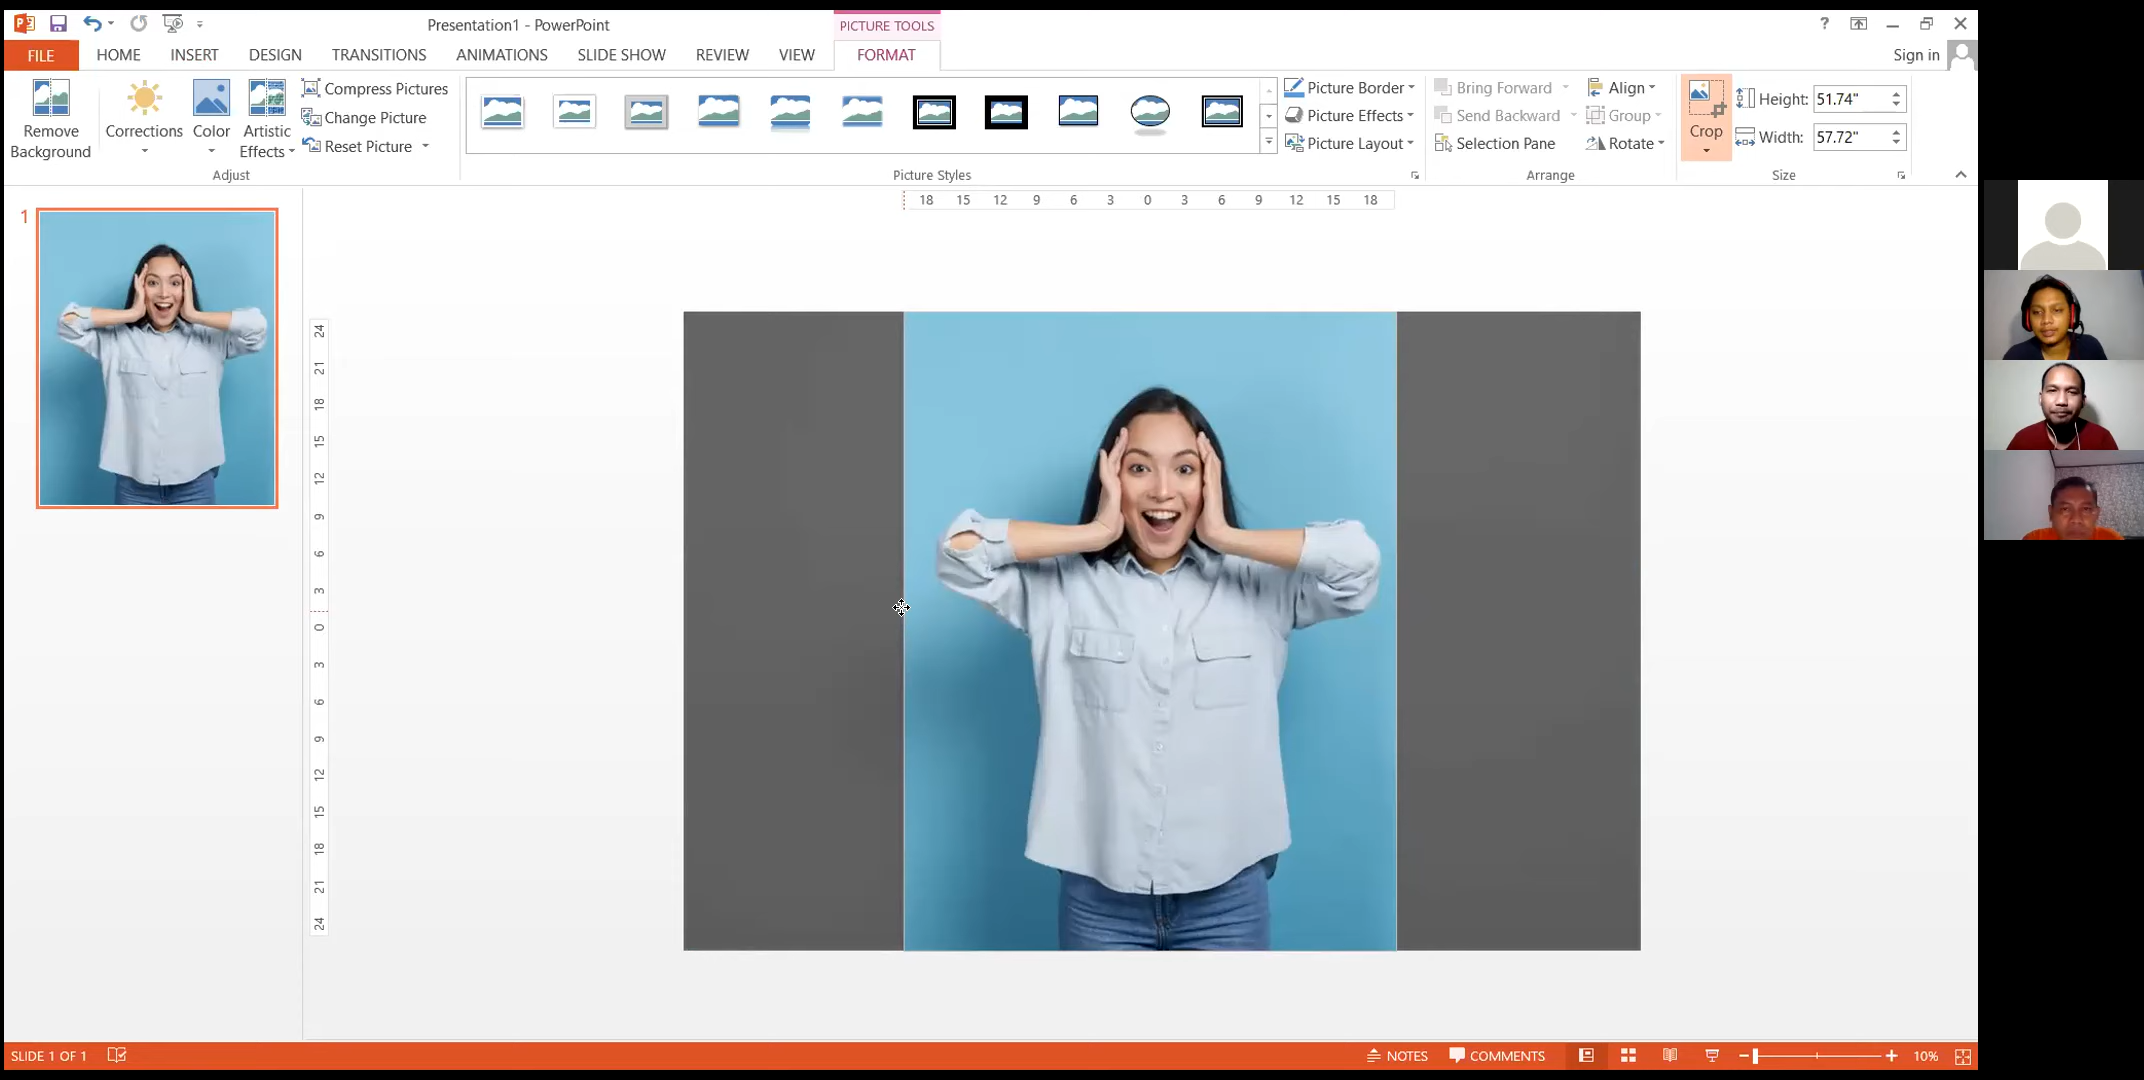 Presentation1 - PowerPoint
PICTURE TOOLS
?
FILE
HOME
INSERT
DESIGN
TRANSITIONS
ANIMATIONS
SLIDE SHOW
REVIEW
VIEW
FORMAT
Sign in
Remove
Background
Corrections
Color
Artistic
Effects
Compress Pictures
Change Picture
Reset Picture
Adjust
Picture Styles
Picture Border
Picture Effects
Picture Layout
Bring Forward
Send Backward
Selection Pane
Align
Group
Rotate
Arrange
Crop
Height: 51.74"
Width: 57.72"
Size
18 15 12 9 6 3 0 3 6 9 12 15 18
1
24
21
18
15
12
9
6
3
0
3
6
9
12
15
18
21
24
SLIDE 1 OF 1
NOTES
COMMENTS
10%